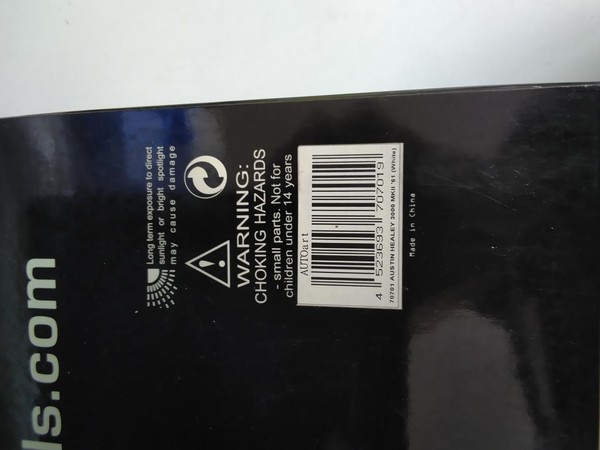 Long term exposure to direct
sunlight or bright spotlight
may cause damage
WARNING:
CHOKING HAZARDS
- small parts. Not for
children under 14 years
AUTOart
4 523693 707019
70701 AUSTIN HEALEY 3000 MKII '61 (White)
Made in China
ls.com